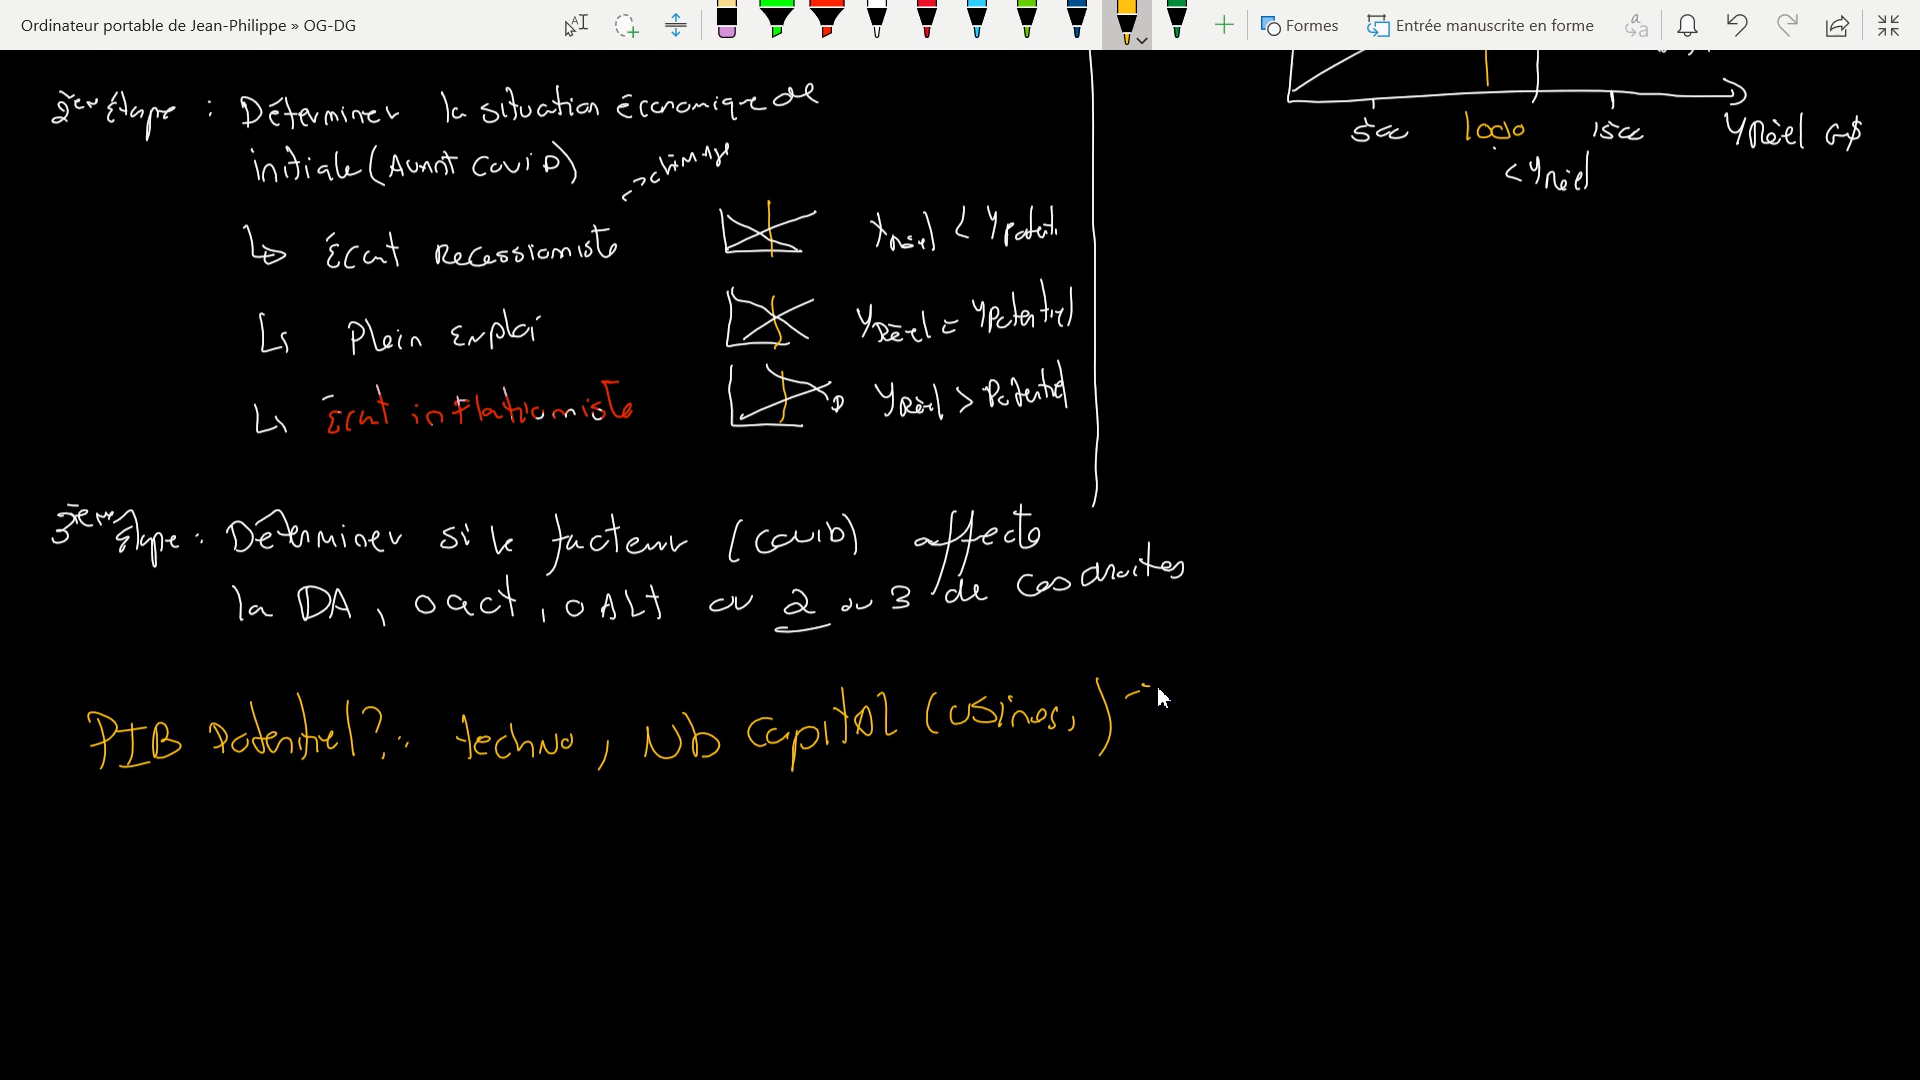 Ordinateur portable de Jean-Philippe » OG-DG
Formes
Entrée manuscrite en forme
2em Étape : Déterminer la situation économique de
initiale (Avant Covid)
→ chômage
↳ Écart Recessionniste
Yréel < Ypotent.
↳ Plein Emploi
YRéel = YPotentiel
↳ Écart inflationniste
YRéel > Potentiel
500 1000 1500 YRéel G$
< YRéel
3em Étape : Déterminer si le facteur (covid) affecte
la DA, OACT, OALT ou 2 ou 3 de ces droites
PIB Potentiel? : techno, Nb Capital (usines,)